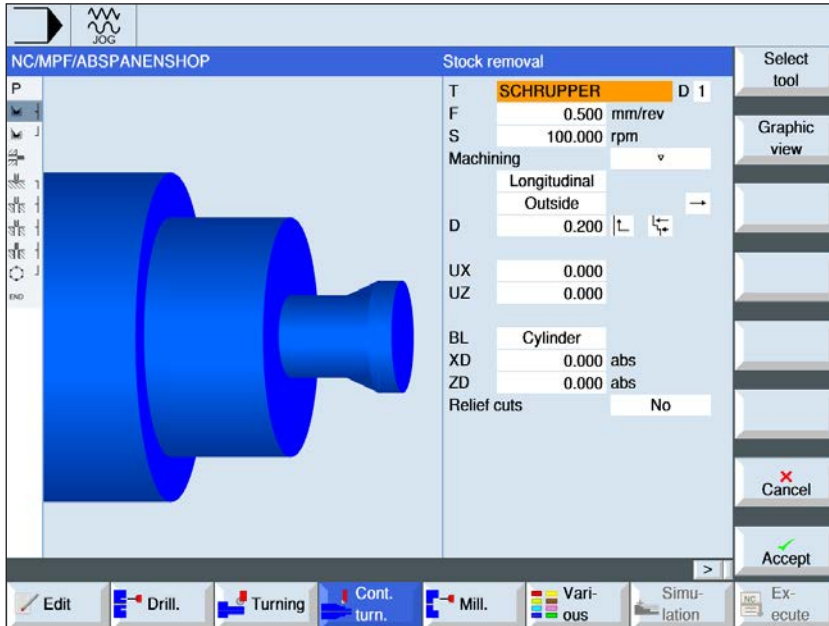 JOG
NC/MPF/ABSPANENSHOP
Stock removal
P
END
T SCHRUPPER D 1
F 0.500 mm/rev
S 100.000 rpm
Machining ▿
Longitudinal
Outside →
D 0.200
UX 0.000
UZ 0.000
BL Cylinder
XD 0.000 abs
ZD 0.000 abs
Relief cuts No
>
Select
tool
Graphic
view
Cancel
Accept
Edit
Drill.
Turning
Cont.
turn.
Mill.
Vari-
ous
Simu-
lation
NC
Ex-
ecute